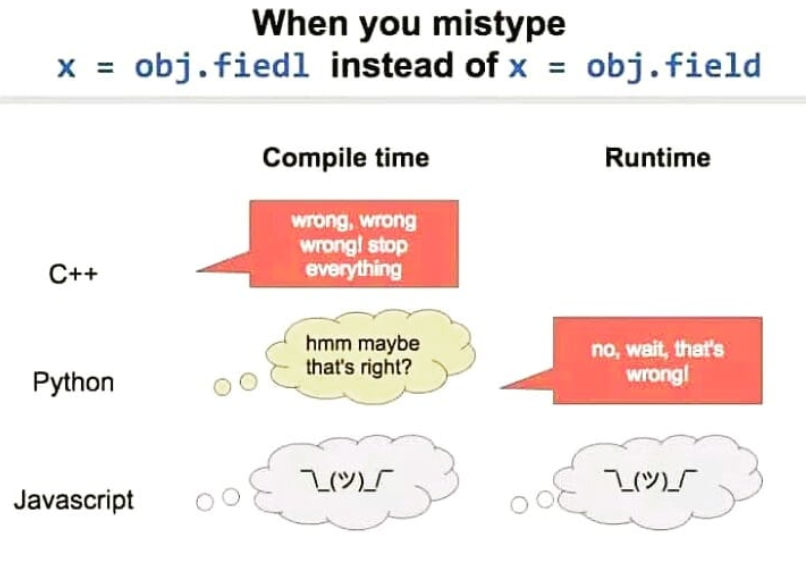 When you mistype
x = obj.fiedl instead of x = obj.field
Compile time
Runtime
C++
wrong, wrong
wrong! stop
everything
Python
hmm maybe
that's right?
no, wait, that's
wrong!
Javascript
¯\_(ツ)_/¯
¯\_(ツ)_/¯